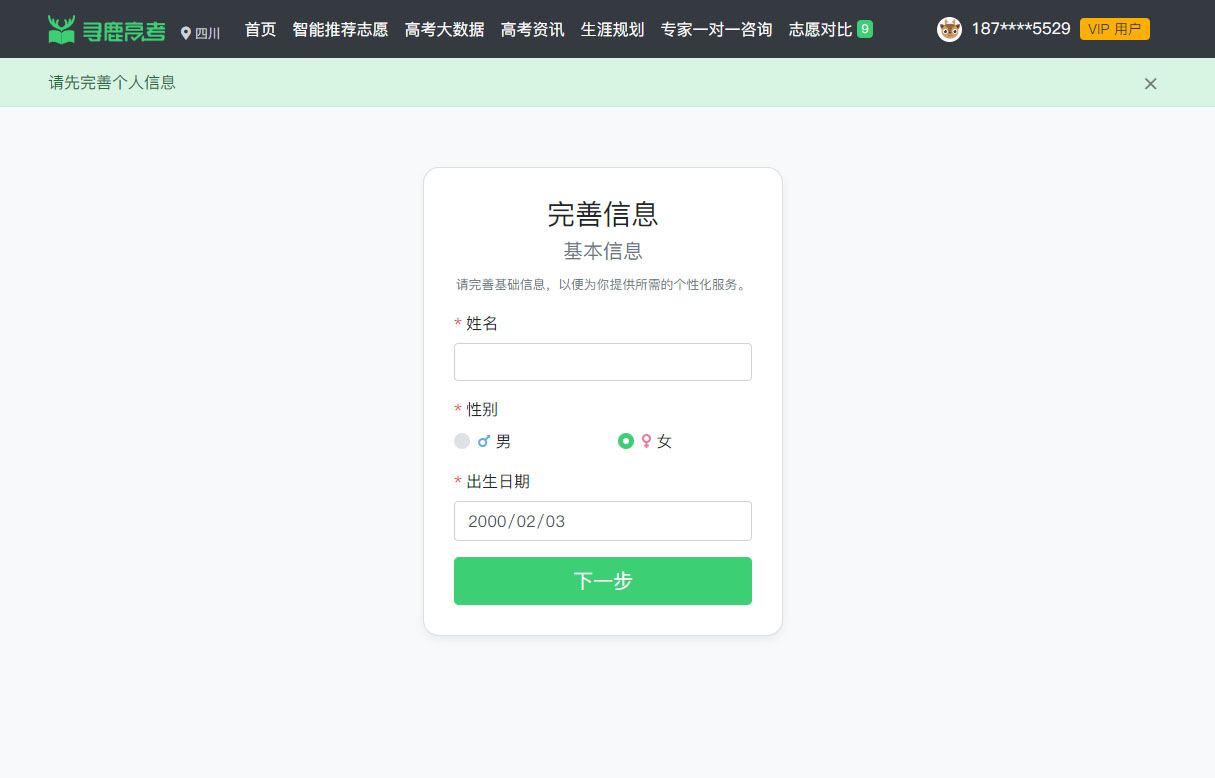 寻鹿高考 四川 首页 智能推荐志愿 高考大数据 高考资讯 生涯规划 专家一对一咨询 志愿对比 9 187****5529 VIP 用户
请先完善个人信息 ×
完善信息
基本信息
请完善基础信息，以便为你提供所需的个性化服务。
* 姓名
* 性别
♂ 男 ♀ 女
* 出生日期
2000/02/03
下一步